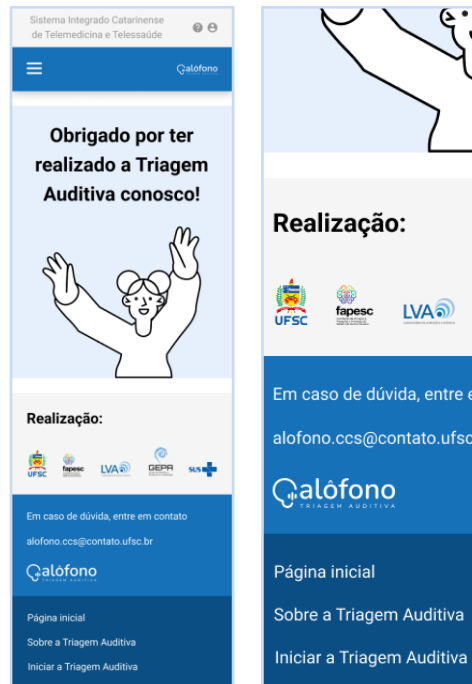 Sistema Integrado Catarinense
de Telemedicina e Telessaúde
alôfono
Obrigado por ter
realizado a Triagem
Auditiva conosco!
Realização:
UFSC
fapesc
LVA
GEPA
SUS
Em caso de dúvida, entre em contato
alofono.ccs@contato.ufsc.br
alôfono
TRIAGEM AUDITIVA
Página inicial
Sobre a Triagem Auditiva
Iniciar a Triagem Auditiva
Realização:
UFSC
fapesc
LVA
Em caso de dúvida, entre e
alofono.ccs@contato.ufsc
alôfono
TRIAGEM AUDITIVA
Página inicial
Sobre a Triagem Auditiva
Iniciar a Triagem Auditiva